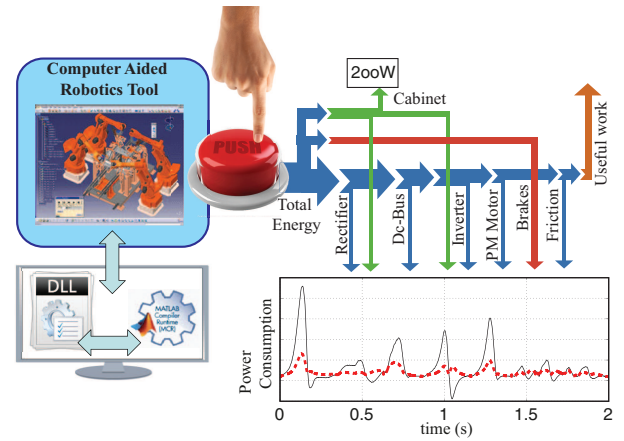 Computer Aided
Robotics Tool
PUSH
2ooW
Cabinet
Total
Energy
Rectifier
Dc-Bus
Inverter
PM Motor
Brakes
Friction
Useful work
DLL
MATLAB
Compiler
Runtime
(MCR)
Power
Consumption
0
0.5
1
1.5
2
time (s)